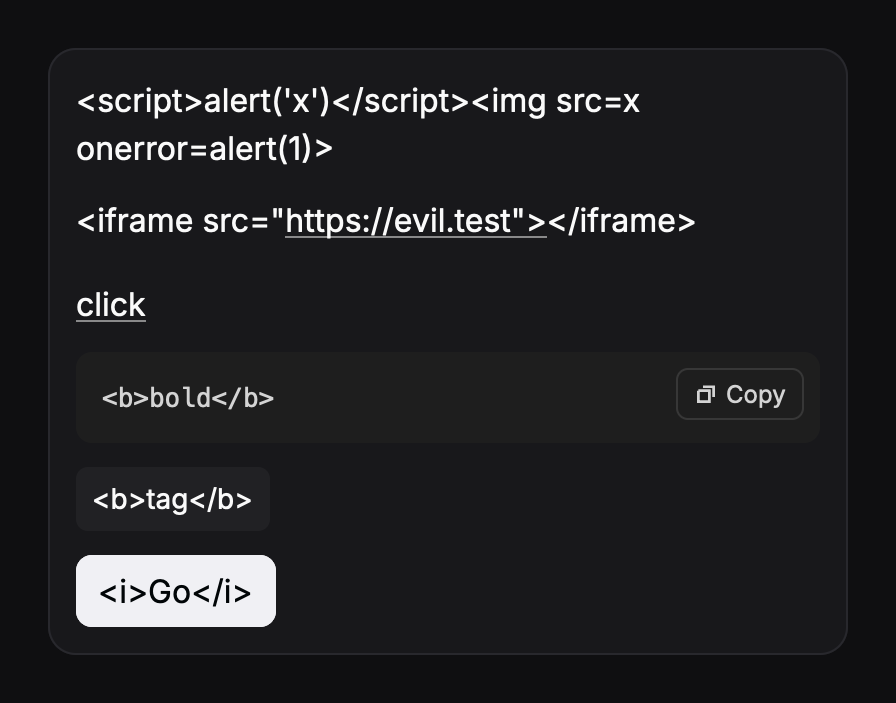 <script>alert('x')</script><img src=x
onerror=alert(1)>
<iframe src="https://evil.test"></iframe>
click
<b>bold</b>
Copy
<b>tag</b>
<i>Go</i>